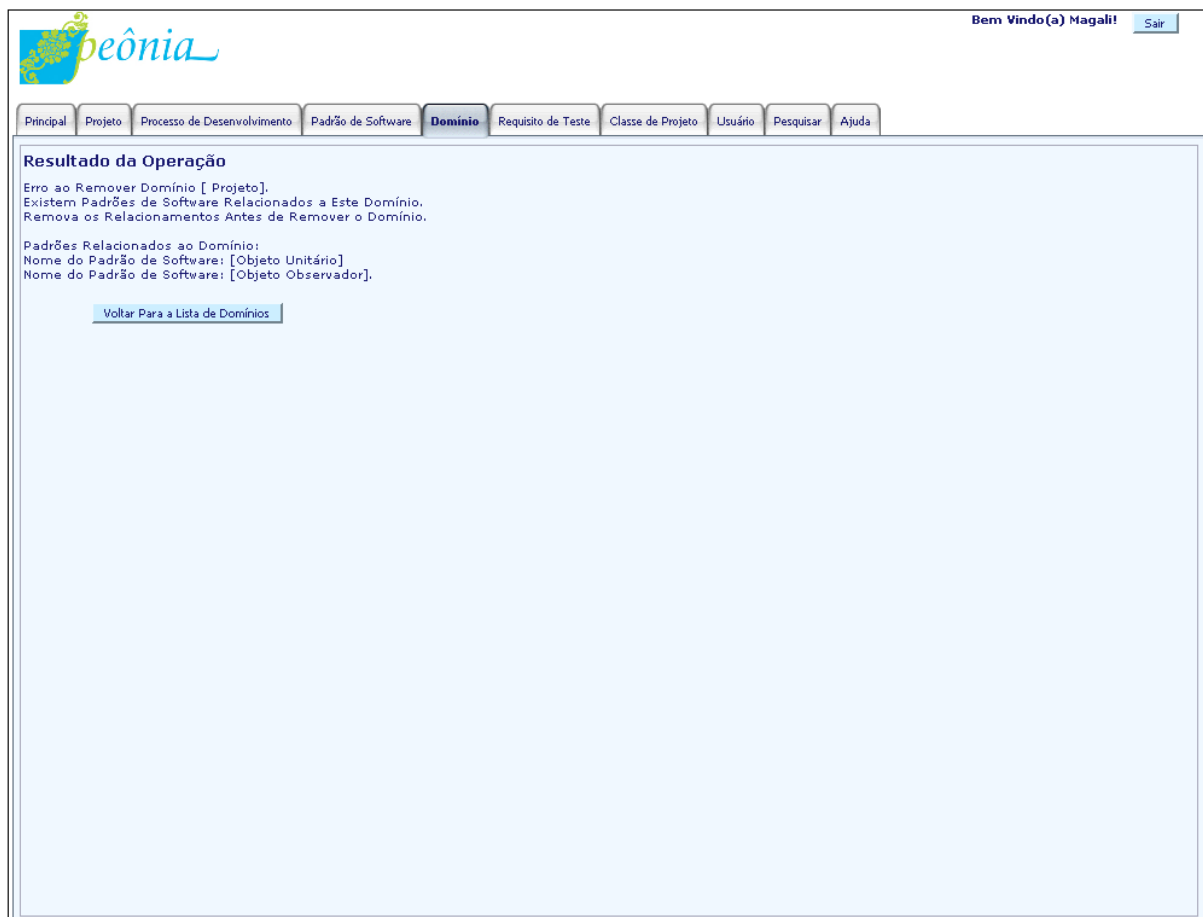 peônia
Bem Vindo(a) Magali!
Sair
Principal
Projeto
Processo de Desenvolvimento
Padrão de Software
Domínio
Requisito de Teste
Classe de Projeto
Usuário
Pesquisar
Ajuda
Resultado da Operação
Erro ao Remover Domínio [ Projeto].
Existem Padrões de Software Relacionados a Este Domínio.
Remova os Relacionamentos Antes de Remover o Domínio.
Padrões Relacionados ao Domínio:
Nome do Padrão de Software: [Objeto Unitário]
Nome do Padrão de Software: [Objeto Observador].
Voltar Para a Lista de Domínios